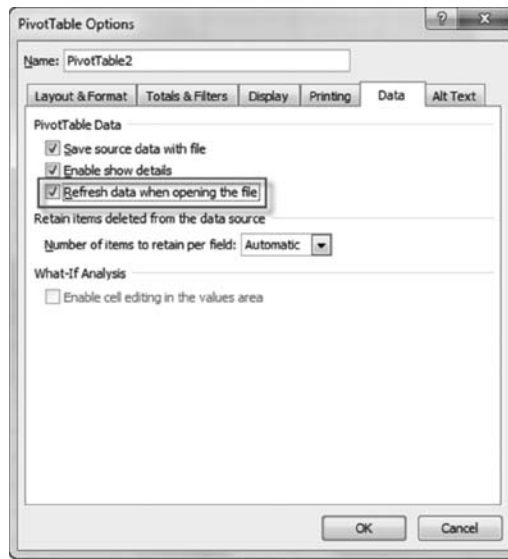 PivotTable Options
?
X
Name: PivotTable2
Layout & Format Totals & Filters Display Printing Data Alt Text
PivotTable Data
Save source data with file
Enable show details
Refresh data when opening the file
Retain items deleted from the data source
Number of items to retain per field: Automatic
What-If Analysis
Enable cell editing in the values area
OK Cancel